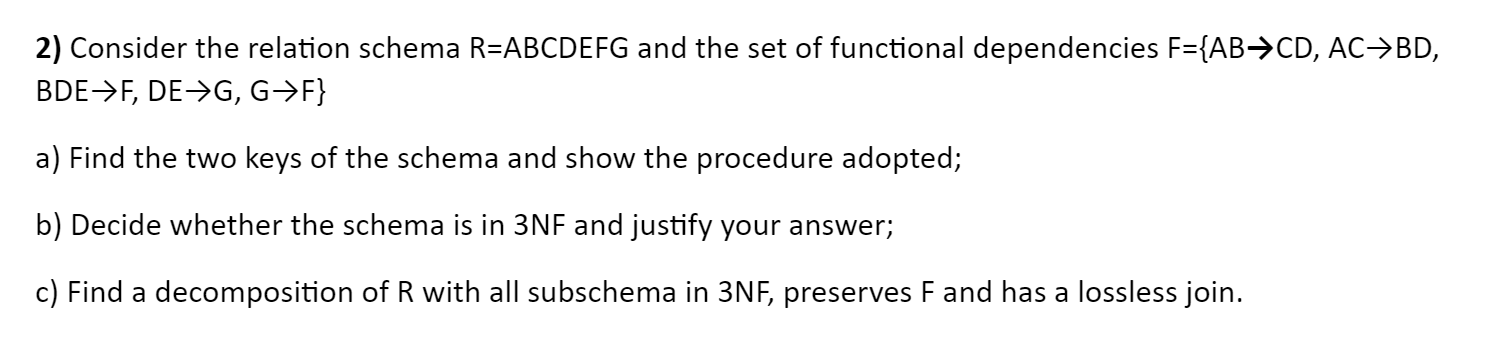 2) Consider the relation schema R=ABCDEFG and the set of functional dependencies F={AB→CD, AC→BD,
BDE→F, DE→G, G→F}
a) Find the two keys of the schema and show the procedure adopted;
b) Decide whether the schema is in 3NF and justify your answer;
c) Find a decomposition of R with all subschema in 3NF, preserves F and has a lossless join.